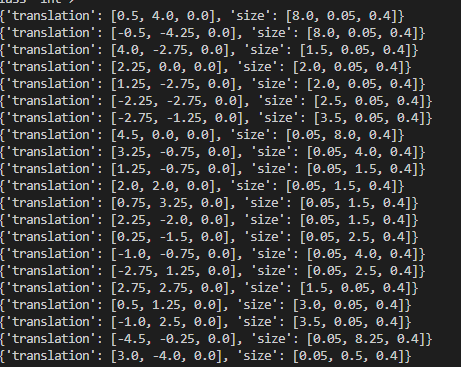 {'translation': [0.5, 4.0, 0.0], 'size': [8.0, 0.05, 0.4]}
{'translation': [-0.5, -4.25, 0.0], 'size': [8.0, 0.05, 0.4]}
{'translation': [4.0, -2.75, 0.0], 'size': [1.5, 0.05, 0.4]}
{'translation': [2.25, 0.0, 0.0], 'size': [2.0, 0.05, 0.4]}
{'translation': [1.25, -2.75, 0.0], 'size': [2.0, 0.05, 0.4]}
{'translation': [-2.25, -2.75, 0.0], 'size': [2.5, 0.05, 0.4]}
{'translation': [-2.75, -1.25, 0.0], 'size': [3.5, 0.05, 0.4]}
{'translation': [4.5, 0.0, 0.0], 'size': [0.05, 8.0, 0.4]}
{'translation': [3.25, -0.75, 0.0], 'size': [0.05, 4.0, 0.4]}
{'translation': [1.25, -0.75, 0.0], 'size': [0.05, 1.5, 0.4]}
{'translation': [2.0, 2.0, 0.0], 'size': [0.05, 1.5, 0.4]}
{'translation': [0.75, 3.25, 0.0], 'size': [0.05, 1.5, 0.4]}
{'translation': [2.25, -2.0, 0.0], 'size': [0.05, 1.5, 0.4]}
{'translation': [0.25, -1.5, 0.0], 'size': [0.05, 2.5, 0.4]}
{'translation': [-1.0, -0.75, 0.0], 'size': [0.05, 4.0, 0.4]}
{'translation': [-2.75, 1.25, 0.0], 'size': [0.05, 2.5, 0.4]}
{'translation': [2.75, 2.75, 0.0], 'size': [1.5, 0.05, 0.4]}
{'translation': [0.5, 1.25, 0.0], 'size': [3.0, 0.05, 0.4]}
{'translation': [-1.0, 2.5, 0.0], 'size': [3.5, 0.05, 0.4]}
{'translation': [-4.5, -0.25, 0.0], 'size': [0.05, 8.25, 0.4]}
{'translation': [3.0, -4.0, 0.0], 'size': [0.05, 0.5, 0.4]}